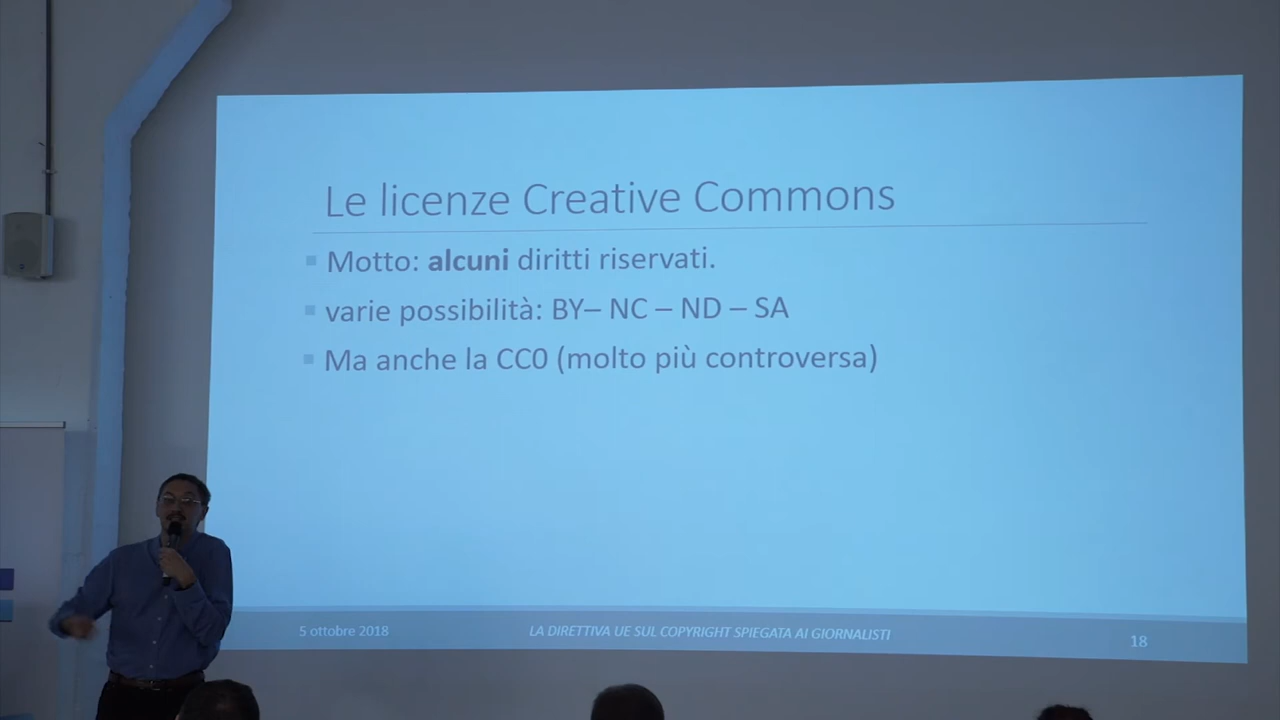 Le licenze Creative Commons
Motto: alcuni diritti riservati.
varie possibilità: BY– NC – ND – SA
Ma anche la CC0 (molto più controversa)
5 ottobre 2018
LA DIRETTIVA UE SUL COPYRIGHT SPIEGATA AI GIORNALISTI
18